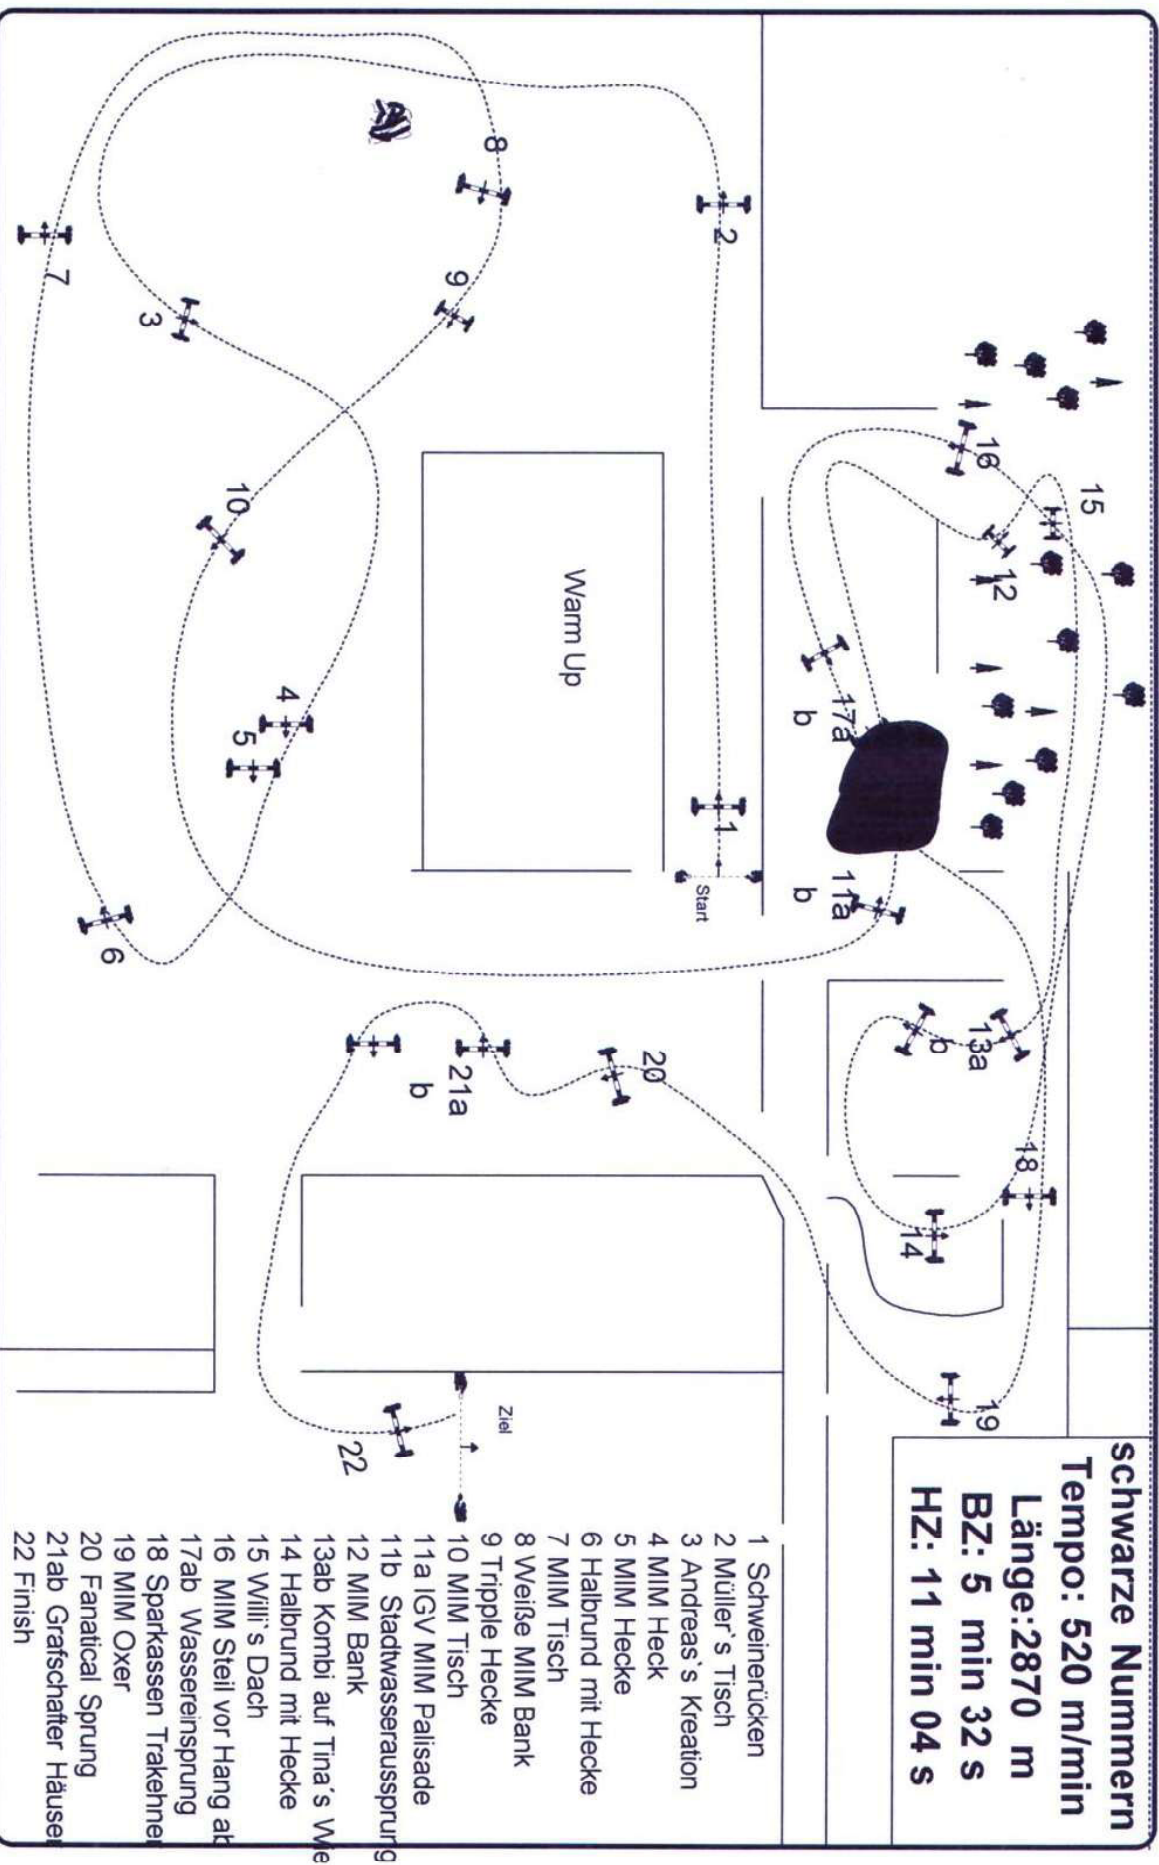 schwarze Nummern
Tempo: 520 m/min
Länge:2870 m
BZ: 5 min 32 s
HZ: 11 min 04 s
1 Schweinerücken
2 Müller`s Tisch
3 Andreas`s Kreation
4 MIM Heck
5 MIM Hecke
6 Halbrund mit Hecke
7 MIM Tisch
8 Weiße MIM Bank
9 Tripple Hecke
10 MIM Tisch
11a IGV MIM Palisade
11b Stadtwasseraussprung
12 MIM Bank
13ab Kombi auf Tina`s Wie
14 Halbrund mit Hecke
15 Willi`s Dach
16 MIM Steil vor Hang ab
17ab Wassereinsprung
18 Sparkassen Trakehner
19 MIM Oxer
20 Fanatical Sprung
21ab Grafschafter Häuser
22 Finish
15
16
12
17a
b
11a
b
13a
b
18
14
19
2
1
Start
Warm Up
8
9
3
7
10
4
5
6
20
21a
b
Ziel
22